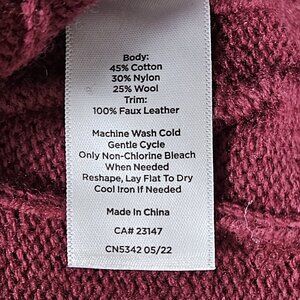 Body:
45% Cotton
30% Nylon
25% Wool
Trim:
100% Faux Leather
Machine Wash Cold
Gentle Cycle
Only Non-Chlorine Bleach
When Needed
Reshape, Lay Flat To Dry
Cool Iron If Needed
Made In China
CA# 23147
CN5342 05/22